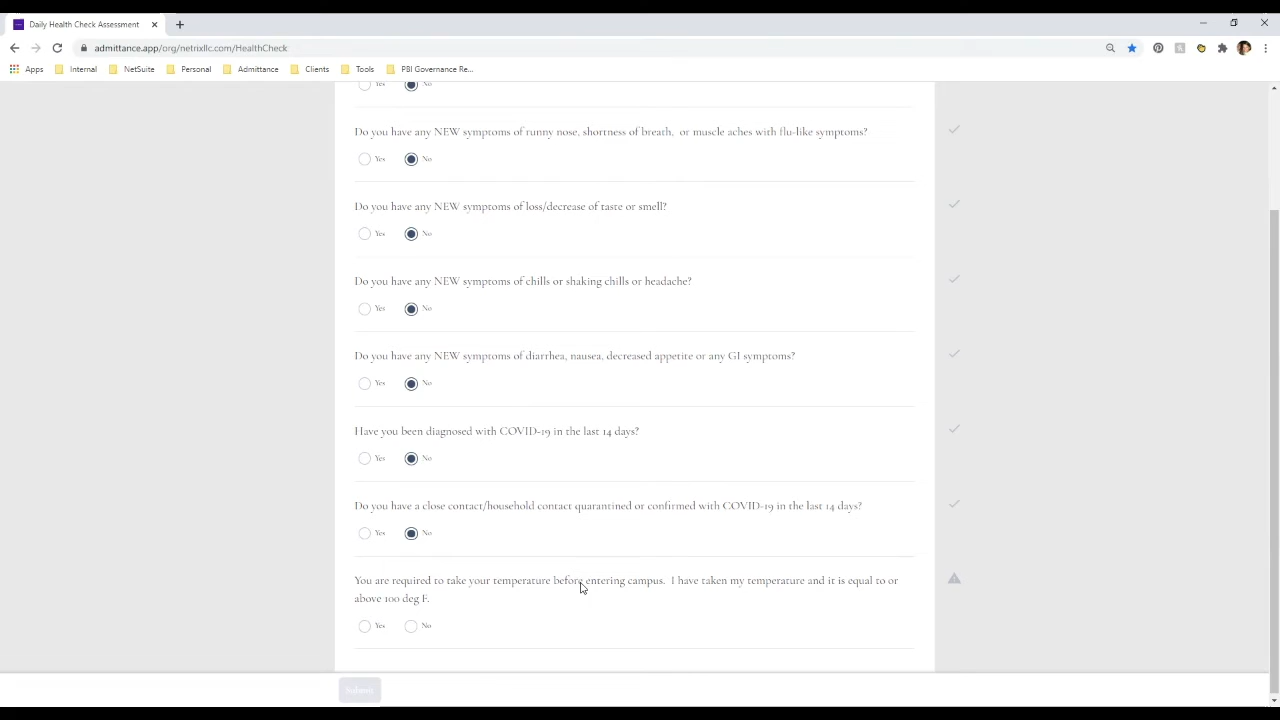 Daily Health Check Assessment
admittance.app/org/netrixllc.com/HealthCheck
Apps Internal NetSuite Personal Admittance Clients Tools PBI Governance Re...
Yes No
Do you have any NEW symptoms of runny nose, shortness of breath, or muscle aches with flu-like symptoms?
Yes No
Do you have any NEW symptoms of loss/decrease of taste or smell?
Yes No
Do you have any NEW symptoms of chills or shaking chills or headache?
Yes No
Do you have any NEW symptoms of diarrhea, nausea, decreased appetite or any GI symptoms?
Yes No
Have you been diagnosed with COVID-19 in the last 14 days?
Yes No
Do you have a close contact/household contact quarantined or confirmed with COVID-19 in the last 14 days?
Yes No
You are required to take your temperature before entering campus. I have taken my temperature and it is equal to or
above 100 deg F.
Yes No
Submit